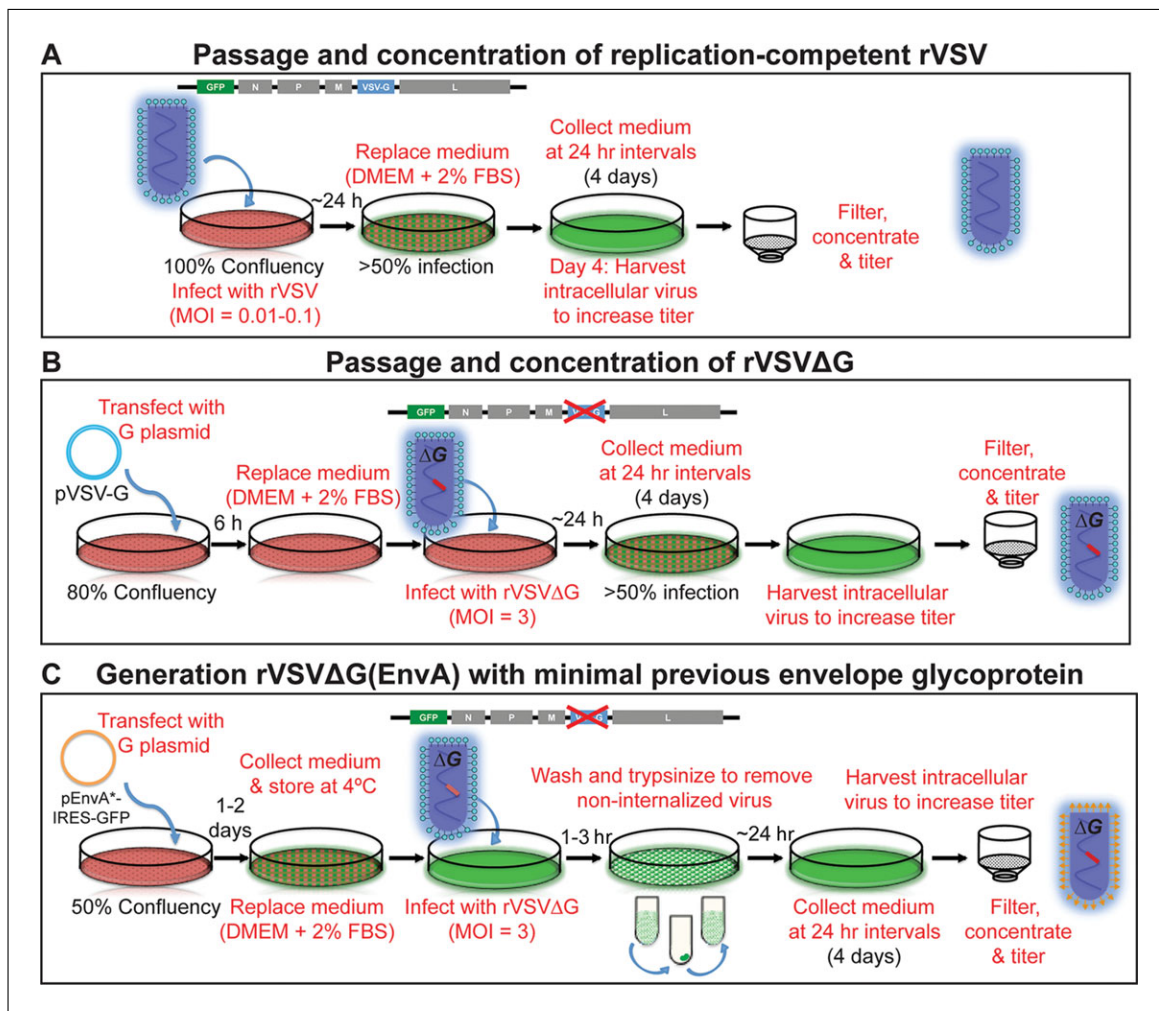 A Passage and concentration of replication-competent rVSV
GFP N P M VSV-G L
Replace medium
(DMEM + 2% FBS)
Collect medium
at 24 hr intervals
(4 days)
~24 h
Filter,
concentrate
& titer
100% Confluency
Infect with rVSV
(MOI = 0.01-0.1)
>50% infection
Day 4: Harvest
intracellular virus
to increase titer
B Passage and concentration of rVSVΔG
Transfect with
G plasmid
GFP N P M L
pVSV-G
6 h
Replace medium
(DMEM + 2% FBS)
ΔG
~24 h
Collect medium
at 24 hr intervals
(4 days)
Filter,
concentrate
& titer
ΔG
80% Confluency
Infect with rVSVΔG
(MOI = 3)
>50% infection
Harvest intracellular
virus to increase titer
C Generation rVSVΔG(EnvA) with minimal previous envelope glycoprotein
Transfect with
G plasmid
GFP N P M L
pEnvA*-
IRES-GFP
1-2
days
Collect medium
& store at 4ºC
ΔG
Wash and trypsinize to remove
non-internalized virus
1-3 hr
~24 hr
Harvest intracellular
virus to increase titer
ΔG
50% Confluency
Replace medium
(DMEM + 2% FBS)
Infect with rVSVΔG
(MOI = 3)
Collect medium
at 24 hr intervals
(4 days)
Filter,
concentrate
& titer